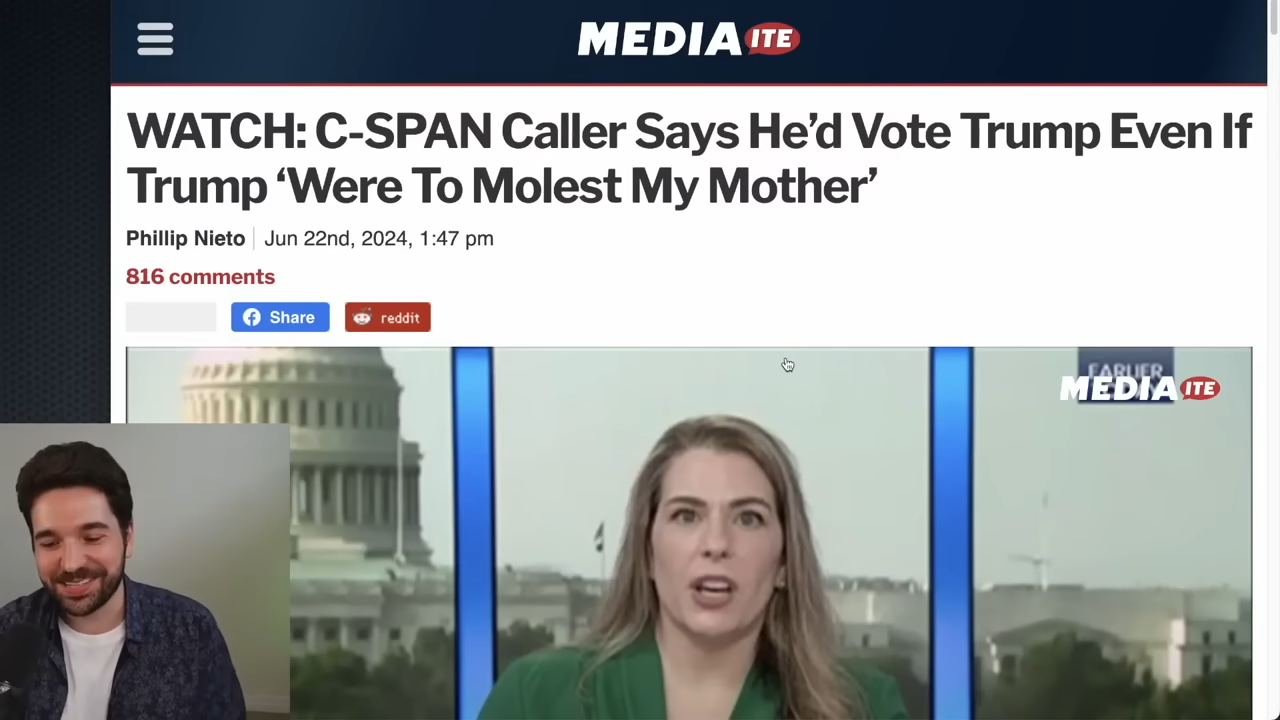 MEDIAITE
WATCH: C-SPAN Caller Says He'd Vote Trump Even If
Trump 'Were To Molest My Mother'
Phillip Nieto
Jun 22nd, 2024, 1:47 pm
816 comments
Share
reddit
EARLIER
MEDIAITE